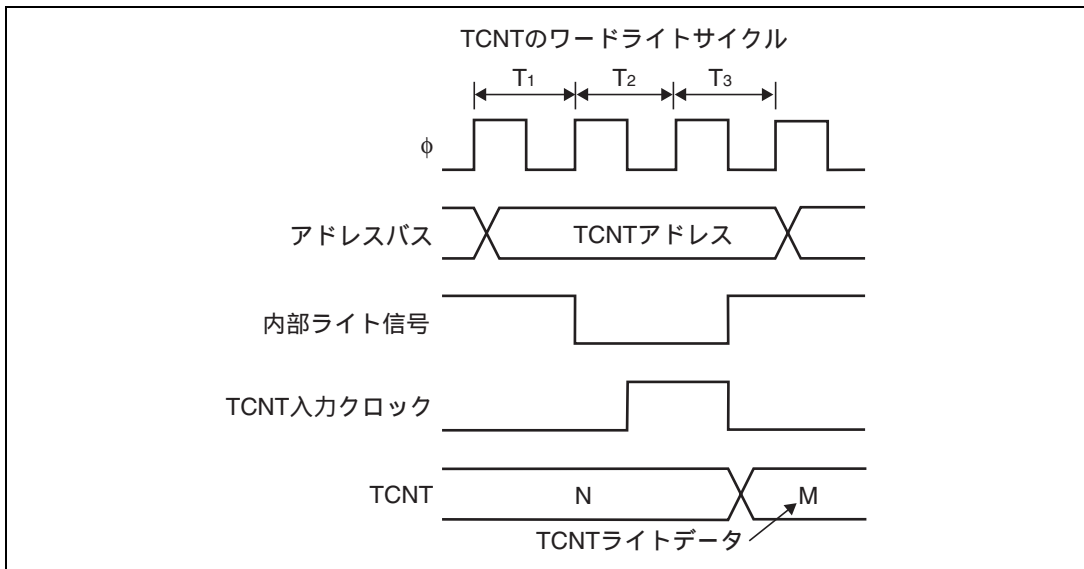 TCNTのワードライトサイクル
T1 T2 T3
φ
アドレスバス TCNTアドレス
内部ライト信号
TCNT入力クロック
TCNT N M
TCNTライトデータ